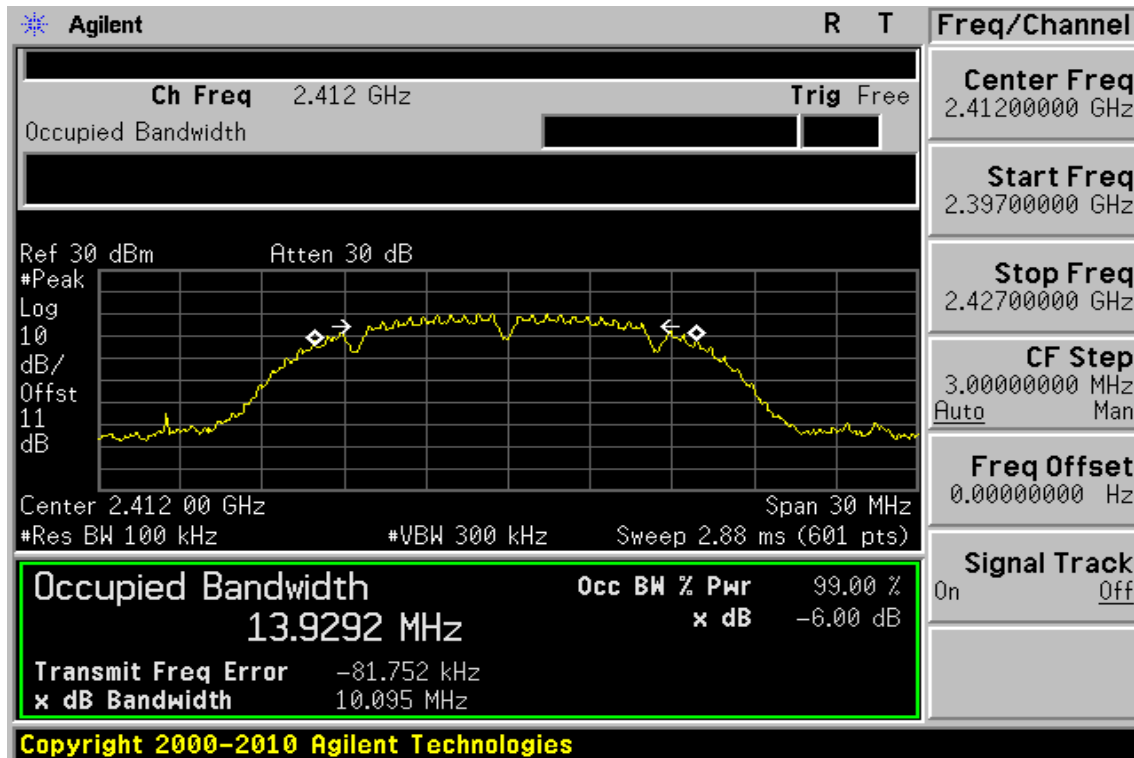 Agilent R T
Freq/Channel
Ch Freq 2.412 GHz Trig Free
Occupied Bandwidth
Ref 30 dBm Atten 30 dB
#Peak
Log
10
dB/
Offst
11
dB
Center 2.412 00 GHz Span 30 MHz
#Res BW 100 kHz #VBW 300 kHz Sweep 2.88 ms (601 pts)
Occupied Bandwidth
13.9292 MHz
Occ BW % Pwr 99.00 %
x dB -6.00 dB
Transmit Freq Error -81.752 kHz
x dB Bandwidth 10.095 MHz
Center Freq
2.41200000 GHz
Start Freq
2.39700000 GHz
Stop Freq
2.42700000 GHz
CF Step
3.00000000 MHz
Auto Man
Freq Offset
0.00000000 Hz
Signal Track
On Off
Copyright 2000-2010 Agilent Technologies